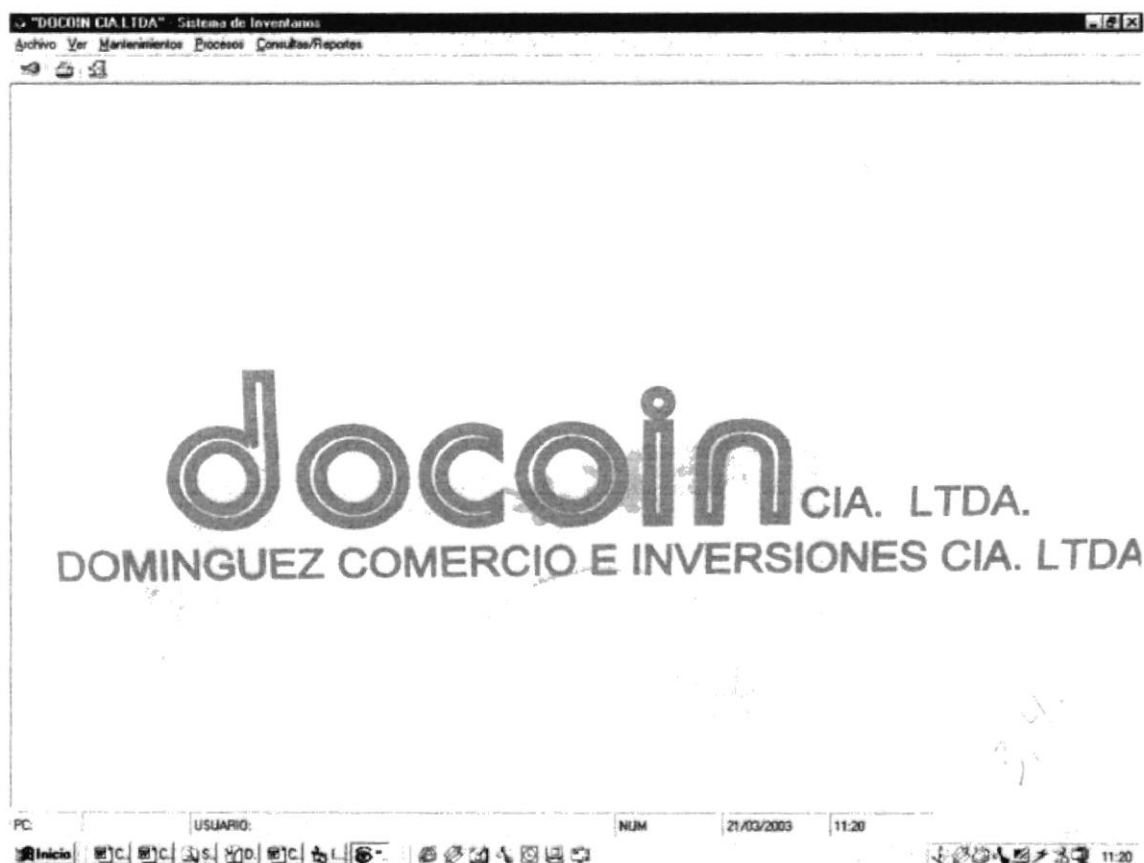 "DOCOIN CIA.LTDA" - Sistema de Inventarios
Archivo Ver Mantenimientos Procesos Consultas/Reportes
docoin CIA. LTDA.
DOMINGUEZ COMERCIO E INVERSIONES CIA. LTDA
PC: USUARIO: NUM 21/03/2003 11:20
Inicio C. C. S. D. C. I. 11:20